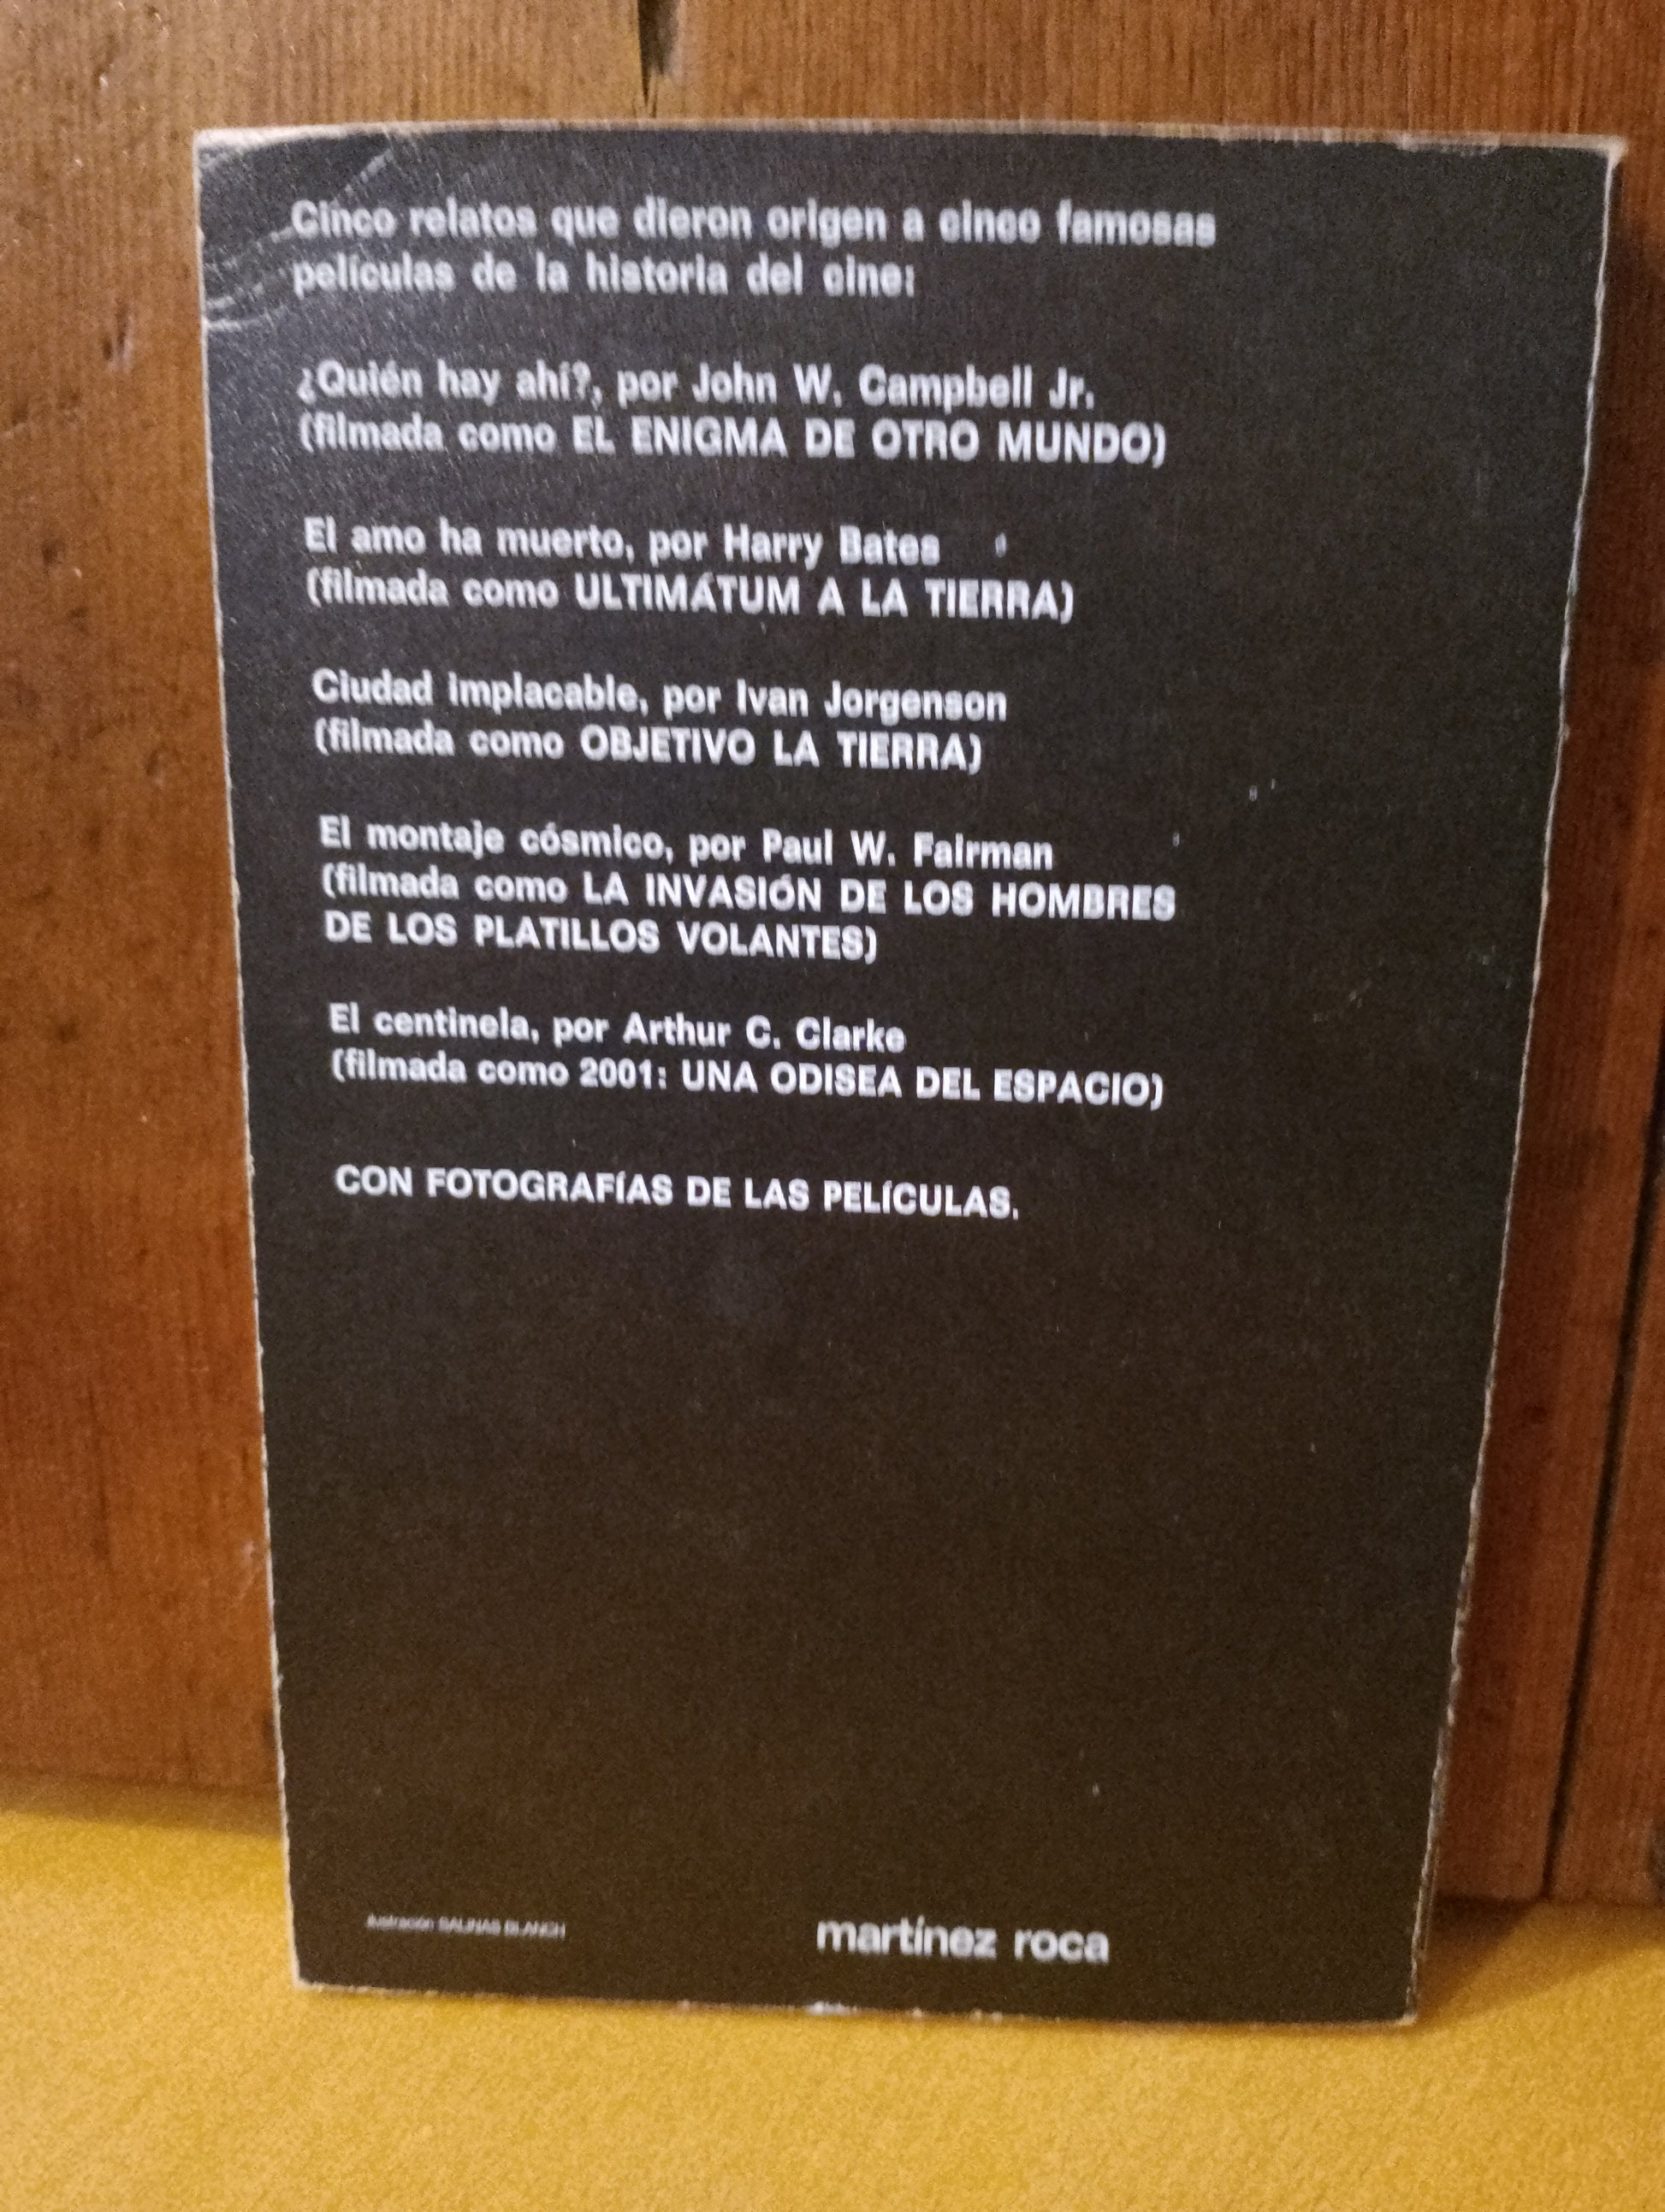 Cinco relatos que dieron origen a cinco famosas
películas de la historia del cine:
¿Quién hay ahí?, por John W. Campbell Jr.
(filmada como EL ENIGMA DE OTRO MUNDO)
El amo ha muerto, por Harry Bates
(filmada como ULTIMÁTUM A LA TIERRA)
Ciudad implacable, por Ivan Jorgenson
(filmada como OBJETIVO LA TIERRA)
El montaje cósmico, por Paul W. Fairman
(filmada como LA INVASIÓN DE LOS HOMBRES
DE LOS PLATILLOS VOLANTES)
El centinela, por Arthur C. Clarke
(filmada como 2001: UNA ODISEA DEL ESPACIO)
CON FOTOGRAFÍAS DE LAS PELÍCULAS.
ilustración SALINAS BLANCH
martínez roca